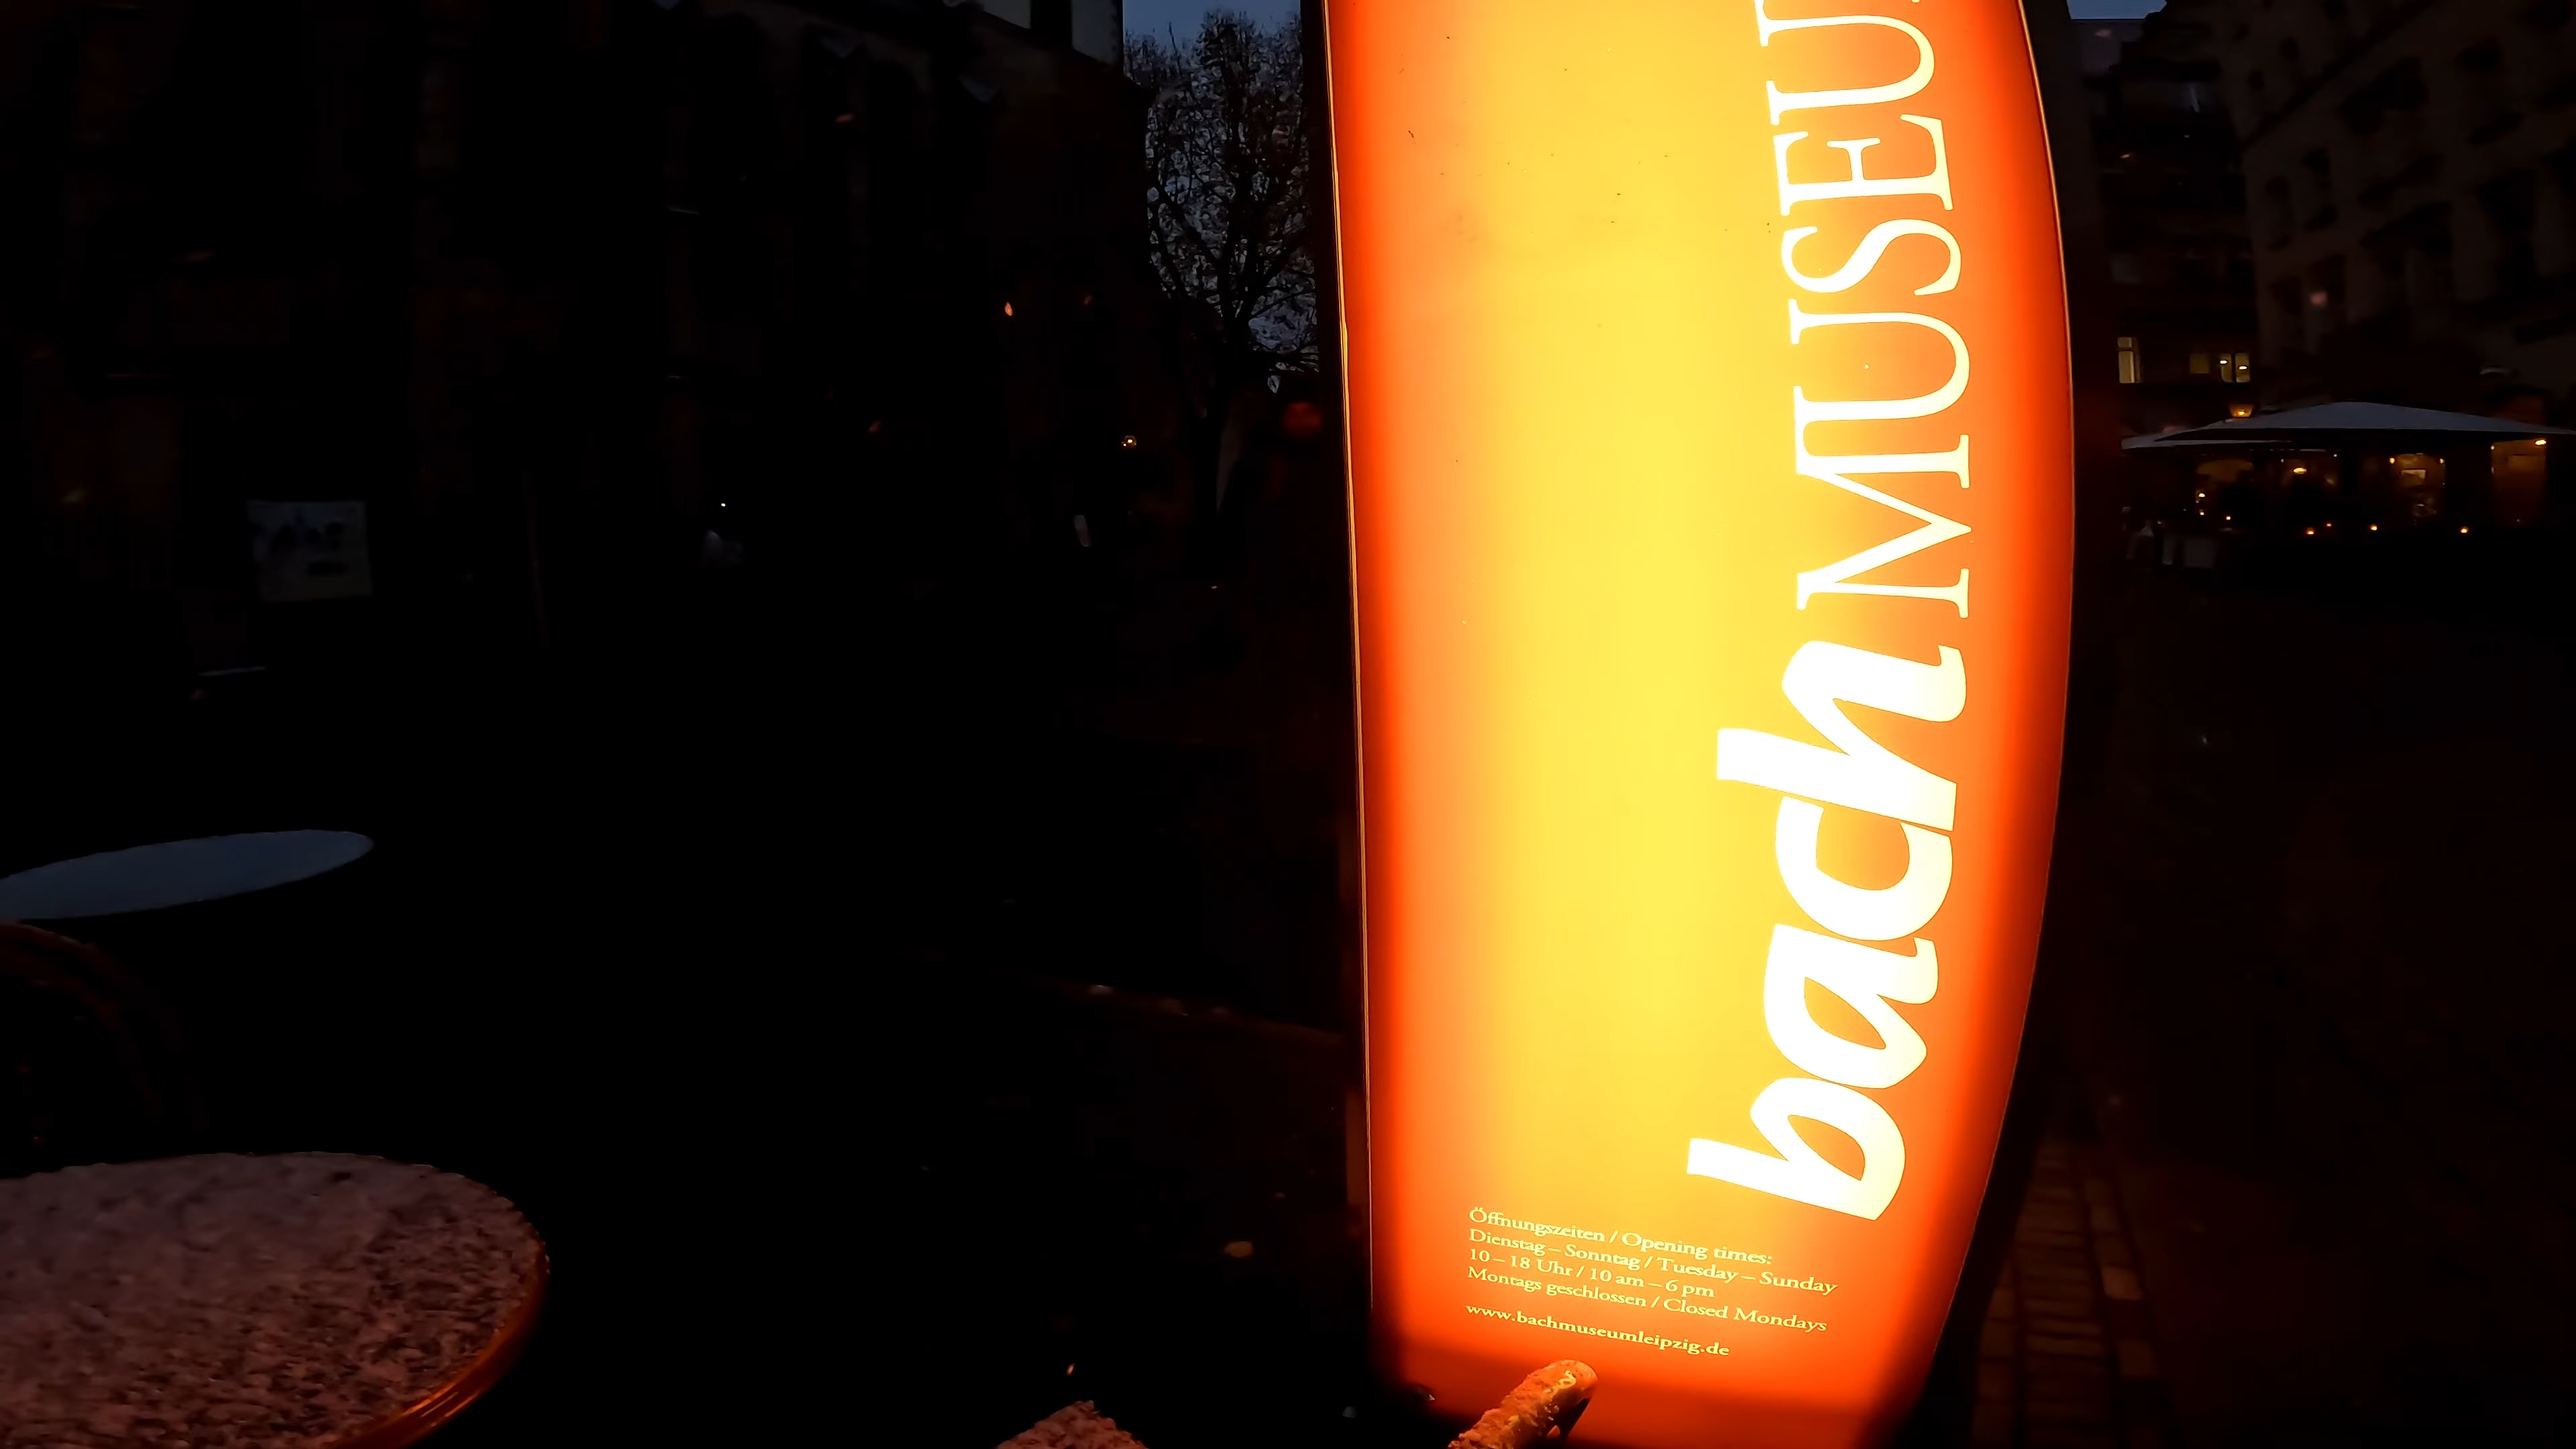 bach MUSEU
Öffnungszeiten / Opening times:
Dienstag – Sonntag / Tuesday – Sunday
10 – 18 Uhr / 10 am – 6 pm
Montags geschlossen / Closed Mondays
www.bachmuseumleipzig.de